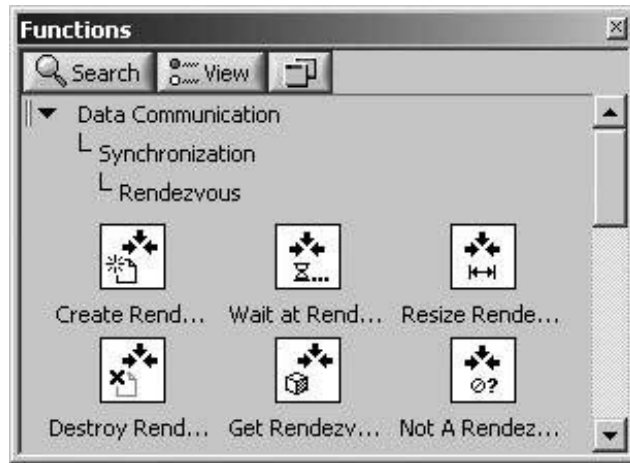 Functions
Search View
Data Communication
Synchronization
Rendezvous
Create Rend... Wait at Rend... Resize Rende...
Destroy Rend... Get Rendezv... Not A Rendez...